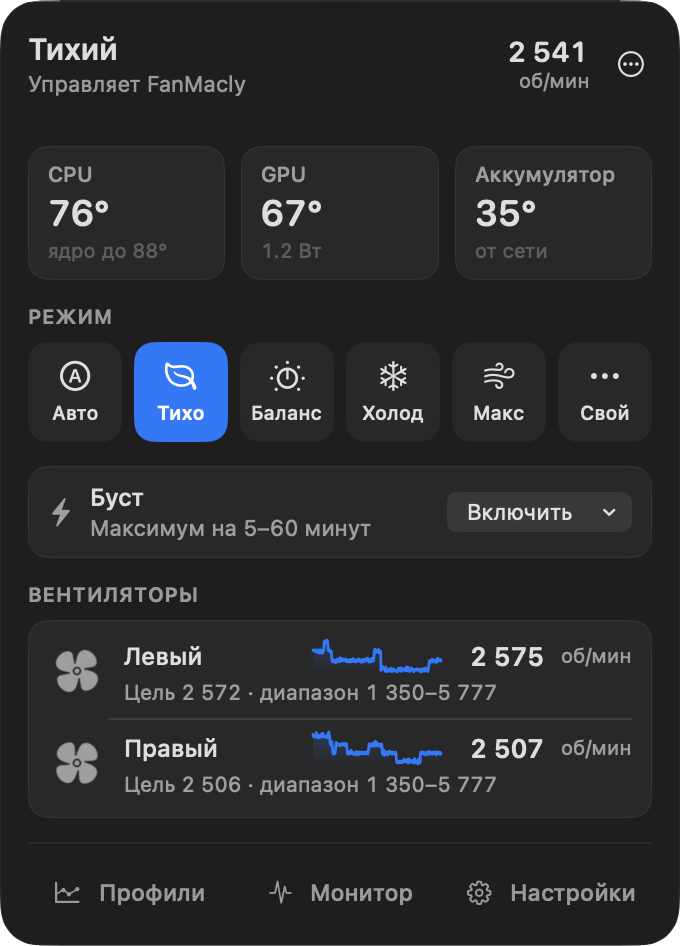 Тихий
2 541
Управляет FanMacly
об/мин
CPU
GPU
Аккумулятор
76°
67°
35°
ядро до 88°
1.2 Вт
от сети
РЕЖИМ
A
Авто
Тихо
Баланс
Холод
Макс
Свой
Буст
Максимум на 5–60 минут
Включить
ВЕНТИЛЯТОРЫ
Левый
2 575 об/мин
Цель 2 572 · диапазон 1 350–5 777
Правый
2 507 об/мин
Цель 2 506 · диапазон 1 350–5 777
Профили
Монитор
Настройки